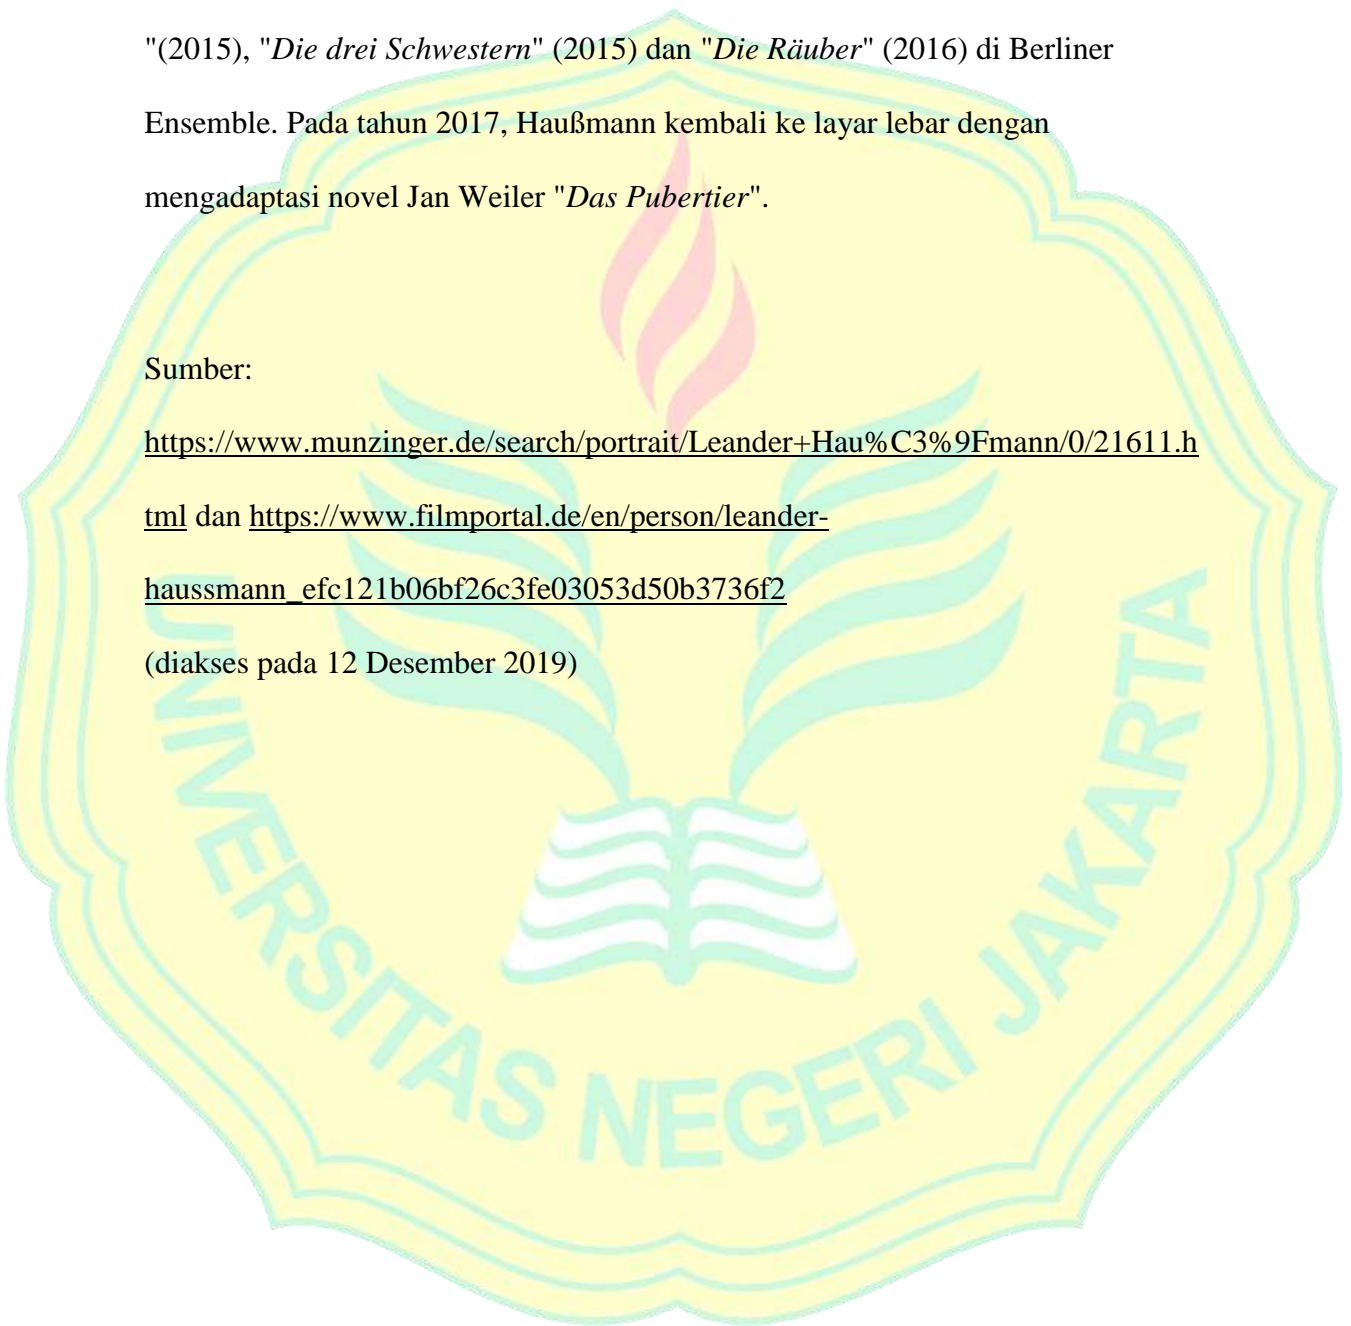 "(2015), "Die drei Schwestern" (2015) dan "Die Räuber" (2016) di Berliner
Ensemble. Pada tahun 2017, Haußmann kembali ke layar lebar dengan
mengadaptasi novel Jan Weiler "Das Pubertier".
Sumber:
https://www.munzinger.de/search/portrait/Leander+Hau%C3%9Fmann/0/21611.h
tml dan https://www.filmportal.de/en/person/leander-
haussmann_efc121b06bf26c3fe03053d50b3736f2
(diakses pada 12 Desember 2019)
UNIVERSITAS NEGERI JAKARTA